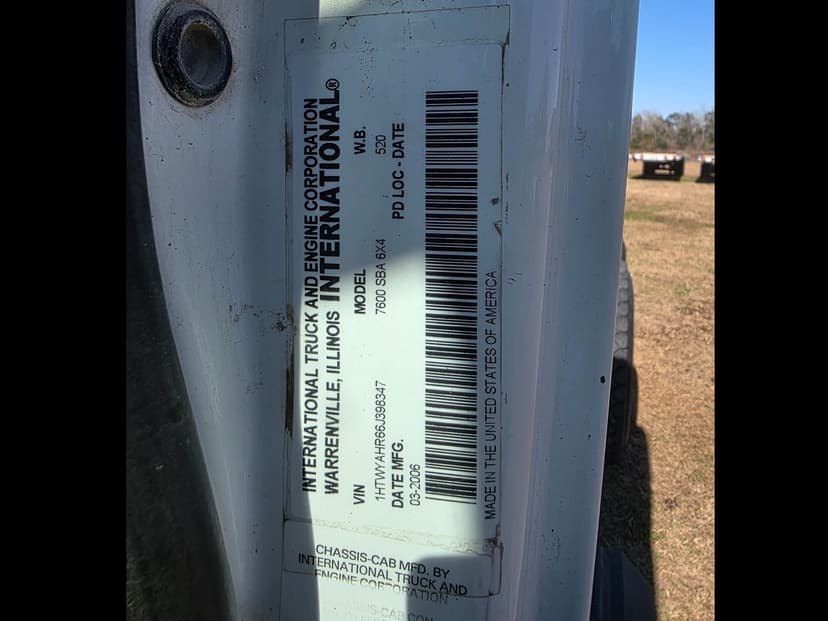 INTERNATIONAL TRUCK AND ENGINE CORPORATION
WARRENVILLE, ILLINOIS INTERNATIONAL®
VIN MODEL W.B.
1HTWYAHR66J398347 7600 SBA 6X4 520
DATE MFG. PD LOC - DATE
03-2006
MADE IN THE UNITED STATES OF AMERICA
CHASSIS-CAB MFD. BY
INTERNATIONAL TRUCK AND
ENGINE CORPORATION